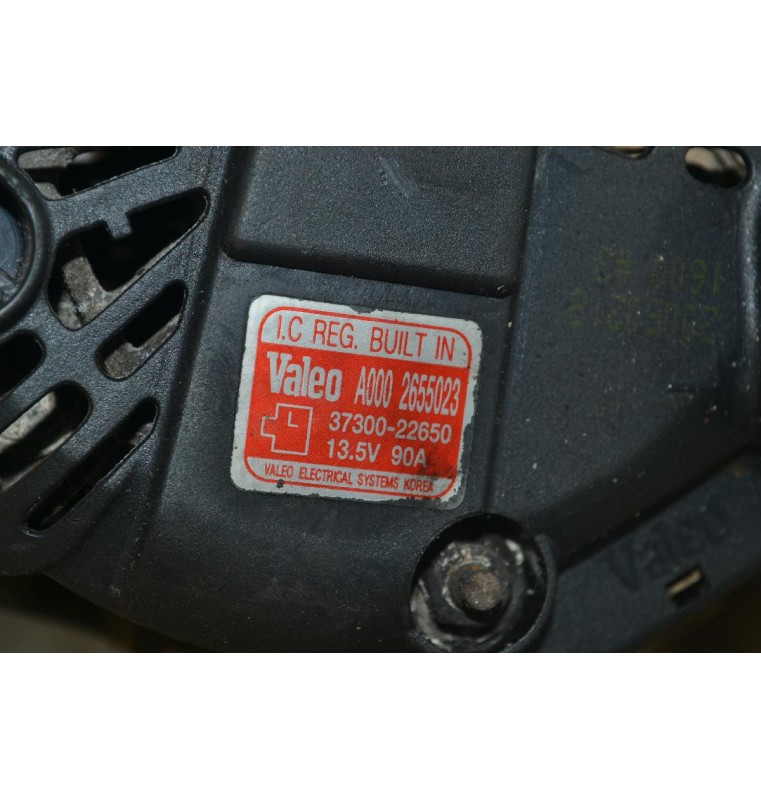 I.C REG. BUILT IN
Valeo A000 2655023
37300-22650
13.5V 90A
VALEO ELECTRICAL SYSTEMS KOREA
Valeo